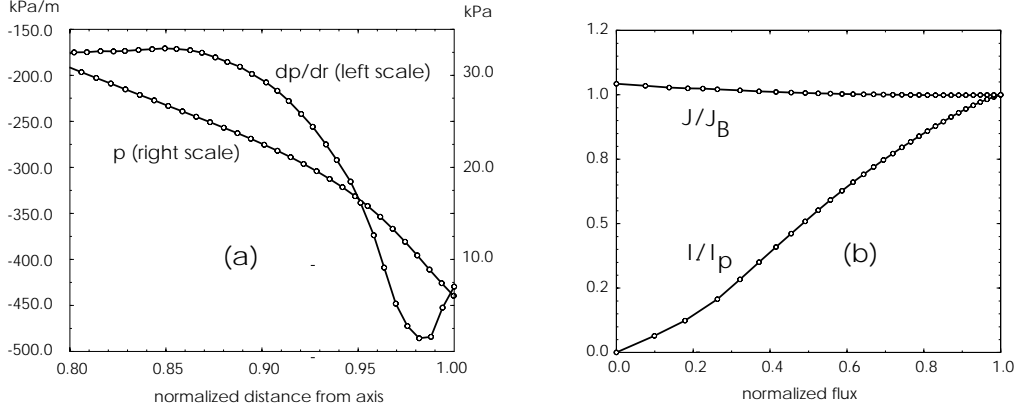 kPa/m
kPa
-150.0
-200.0
-250.0
-300.0
-350.0
-400.0
-450.0
-500.0
30.0
20.0
10.0
dp/dr (left scale)
p (right scale)
(a)
0.80
0.85
0.90
0.95
1.00
normalized distance from axis
1.2
1.0
0.8
0.5
0.2
0.0
J/J_B
I/I_p
(b)
0.0
0.2
0.4
0.6
0.8
1.0
normalized flux